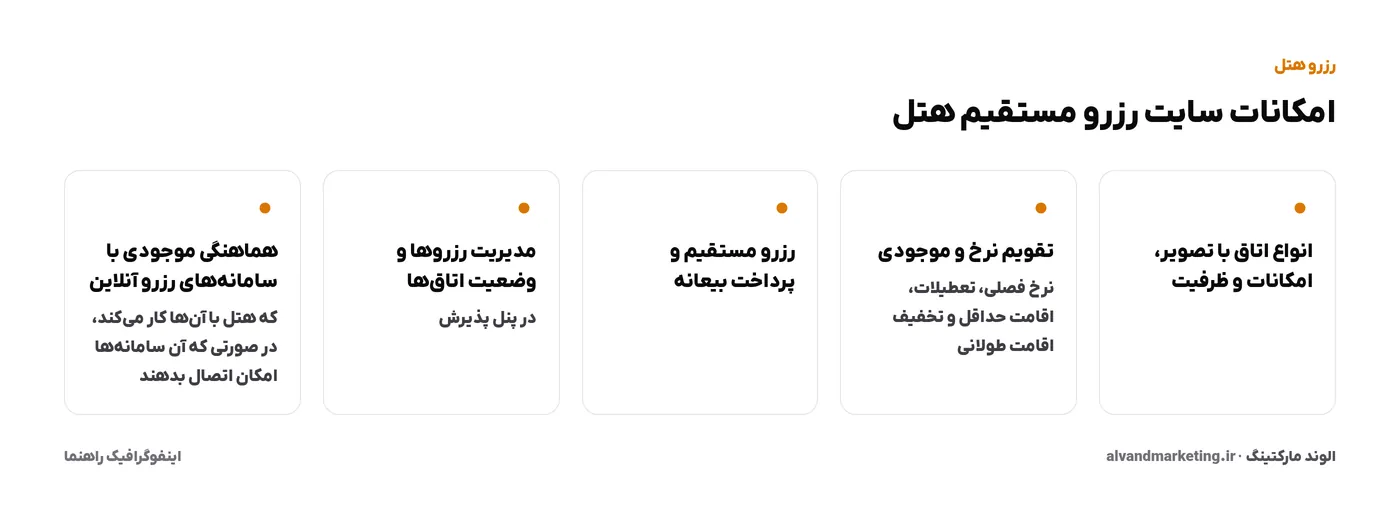 رزرو هتل
امکانات سایت رزرو مستقیم هتل
انواع اتاق با تصویر،
امکانات و ظرفیت
تقویم نرخ و موجودی
نرخ فصلی، تعطیلات،
اقامت حداقل و تخفیف
اقامت طولانی
رزرو مستقیم و
پرداخت بیعانه
مدیریت رزروها و
وضعیت اتاق‌ها
در پنل پذیرش
هماهنگی موجودی با
سامانه‌های رزرو آنلاین
که هتل با آن‌ها کار می‌کند،
در صورتی که آن سامانه‌ها
امکان اتصال بدهند
الوند مارکتینگ · alvandmarketing.ir
اینفوگرافیک راهنما